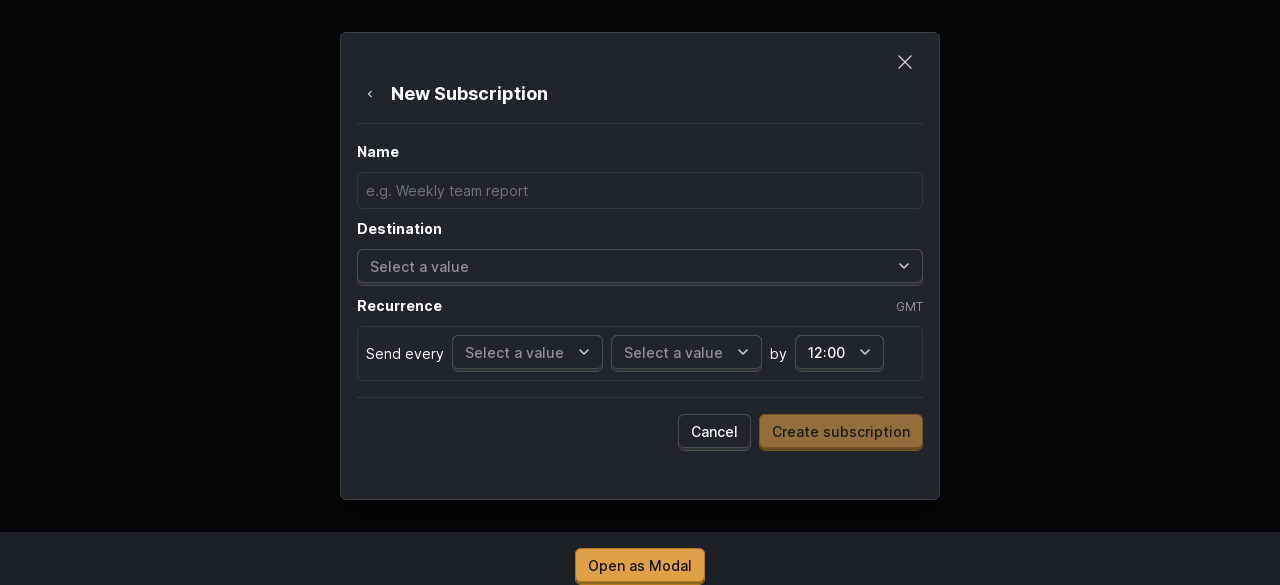 New Subscription
Name
e.g. Weekly team report
Destination
Select a value
Recurrence GMT
Send every Select a value Select a value by 12:00
Cancel Create subscription
Open as Modal